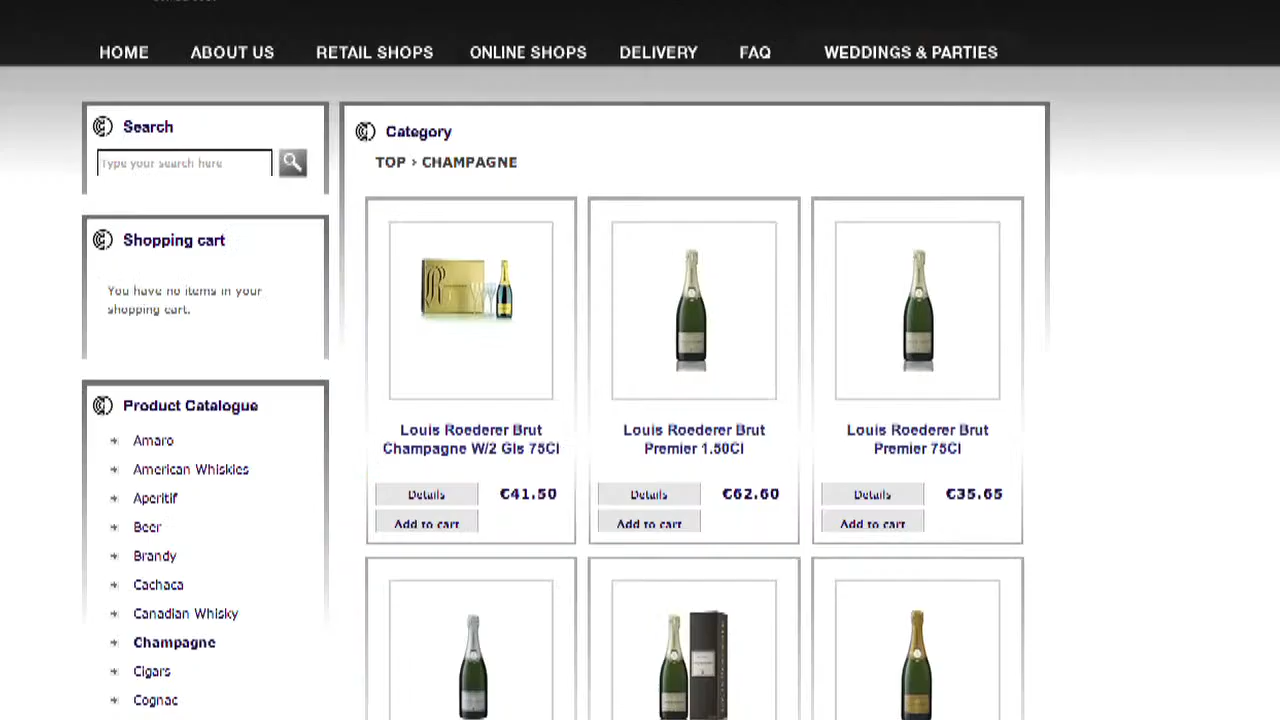 HOME ABOUT US RETAIL SHOPS ONLINE SHOPS DELIVERY FAQ WEDDINGS & PARTIES
Search
Type your search here
Shopping cart
You have no items in your
shopping cart.
Product Catalogue
Amaro
American Whiskies
Aperitif
Beer
Brandy
Cachaca
Canadian Whisky
Champagne
Cigars
Cognac
Category
TOP › CHAMPAGNE
Louis Roederer Brut
Champagne W/2 Gls 75Cl
Details €41.50
Add to cart
Louis Roederer Brut
Premier 1.50Cl
Details €62.60
Add to cart
Louis Roederer Brut
Premier 75Cl
Details €35.65
Add to cart